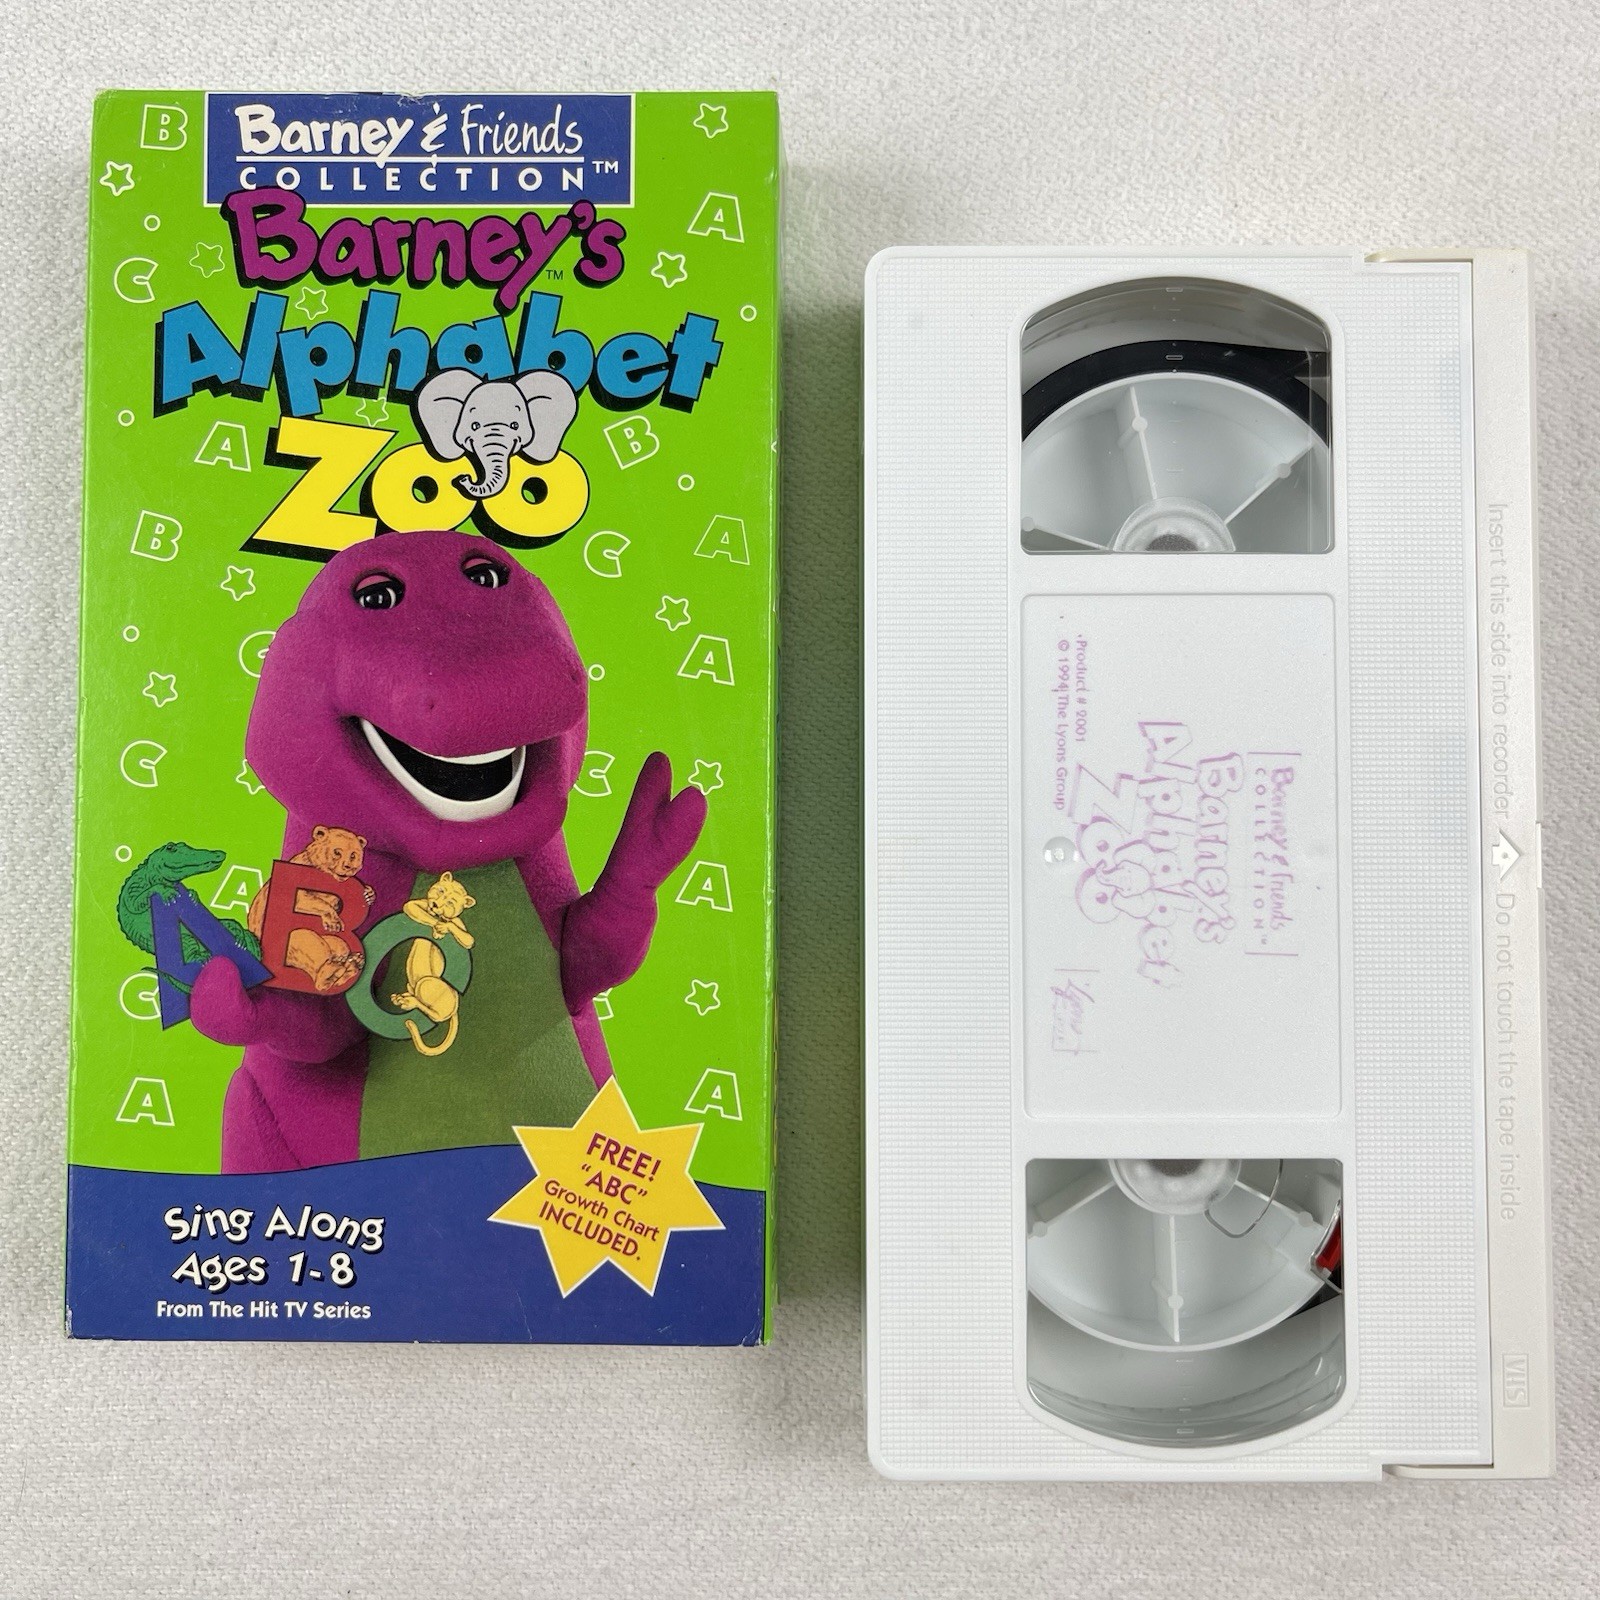 Barney & Friends
COLLECTION™
Barney's™
Alphabet
Zoo
A B C
FREE!
"ABC"
Growth Chart
INCLUDED.
Sing Along
Ages 1-8
From The Hit TV Series
Barney & Friends
COLLECTION™
Barney's
Alphabet
Zoo
Product # 2001
© 1994 The Lyons Group
Insert this side into recorder
Do not touch the tape inside
VHS